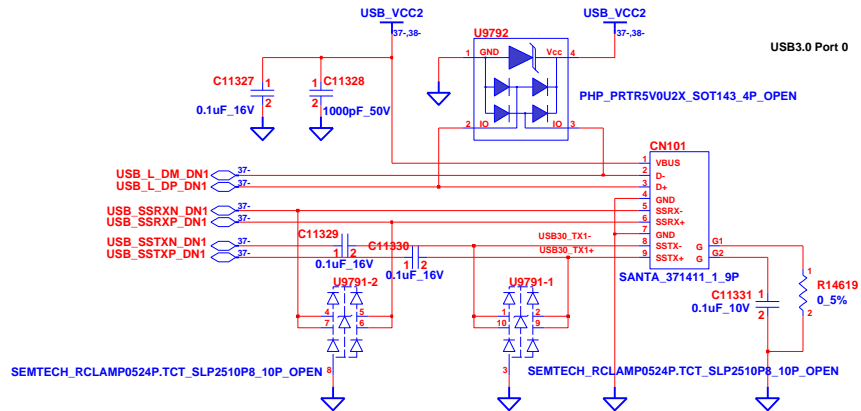 USB_VCC2
37-,38-
U9792
USB_VCC2
37-,38-
USB3.0 Port 0
1
GND
Vcc
4
C11327
1
2
0.1uF_16V
C11328
1
2
1000pF_50V
PHP_PRTR5V0U2X_SOT143_4P_OPEN
2
IO
IO
3
CN101
1
VBUS
USB_L_DM_DN1
37-
2
D-
USB_L_DP_DN1
37-
3
D+
4
GND
USB_SSRXN_DN1
37-
5
SSRX-
USB_SSRXP_DN1
37-
6
SSRX+
7
GND
C11329
USB_SSTXN_DN1
37-
1
2
0.1uF_16V
USB30_TX1-
8
SSTX-
G
G1
C11330
USB_SSTXP_DN1
37-
1
2
0.1uF_16V
USB30_TX1+
9
SSTX+
G
G2
SANTA_371411_1_9P
U9791-2
4
5
7
6
8
U9791-1
1
2
10
9
3
C11331
1
0.1uF_10V
2
1
R14619
0_5%
2
SEMTECH_RCLAMP0524P.TCT_SLP2510P8_10P_OPEN
SEMTECH_RCLAMP0524P.TCT_SLP2510P8_10P_OPEN